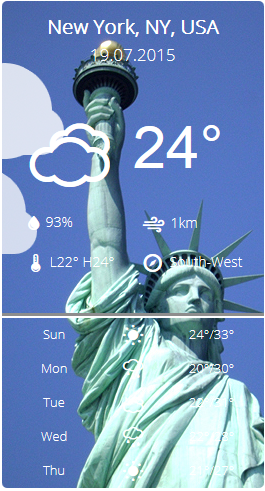 New York, NY, USA
19.07.2015
24°
93% 1km
L22° H24° South-West
Sun 24°/33°
Mon 20°/30°
Tue
Wed
Thu